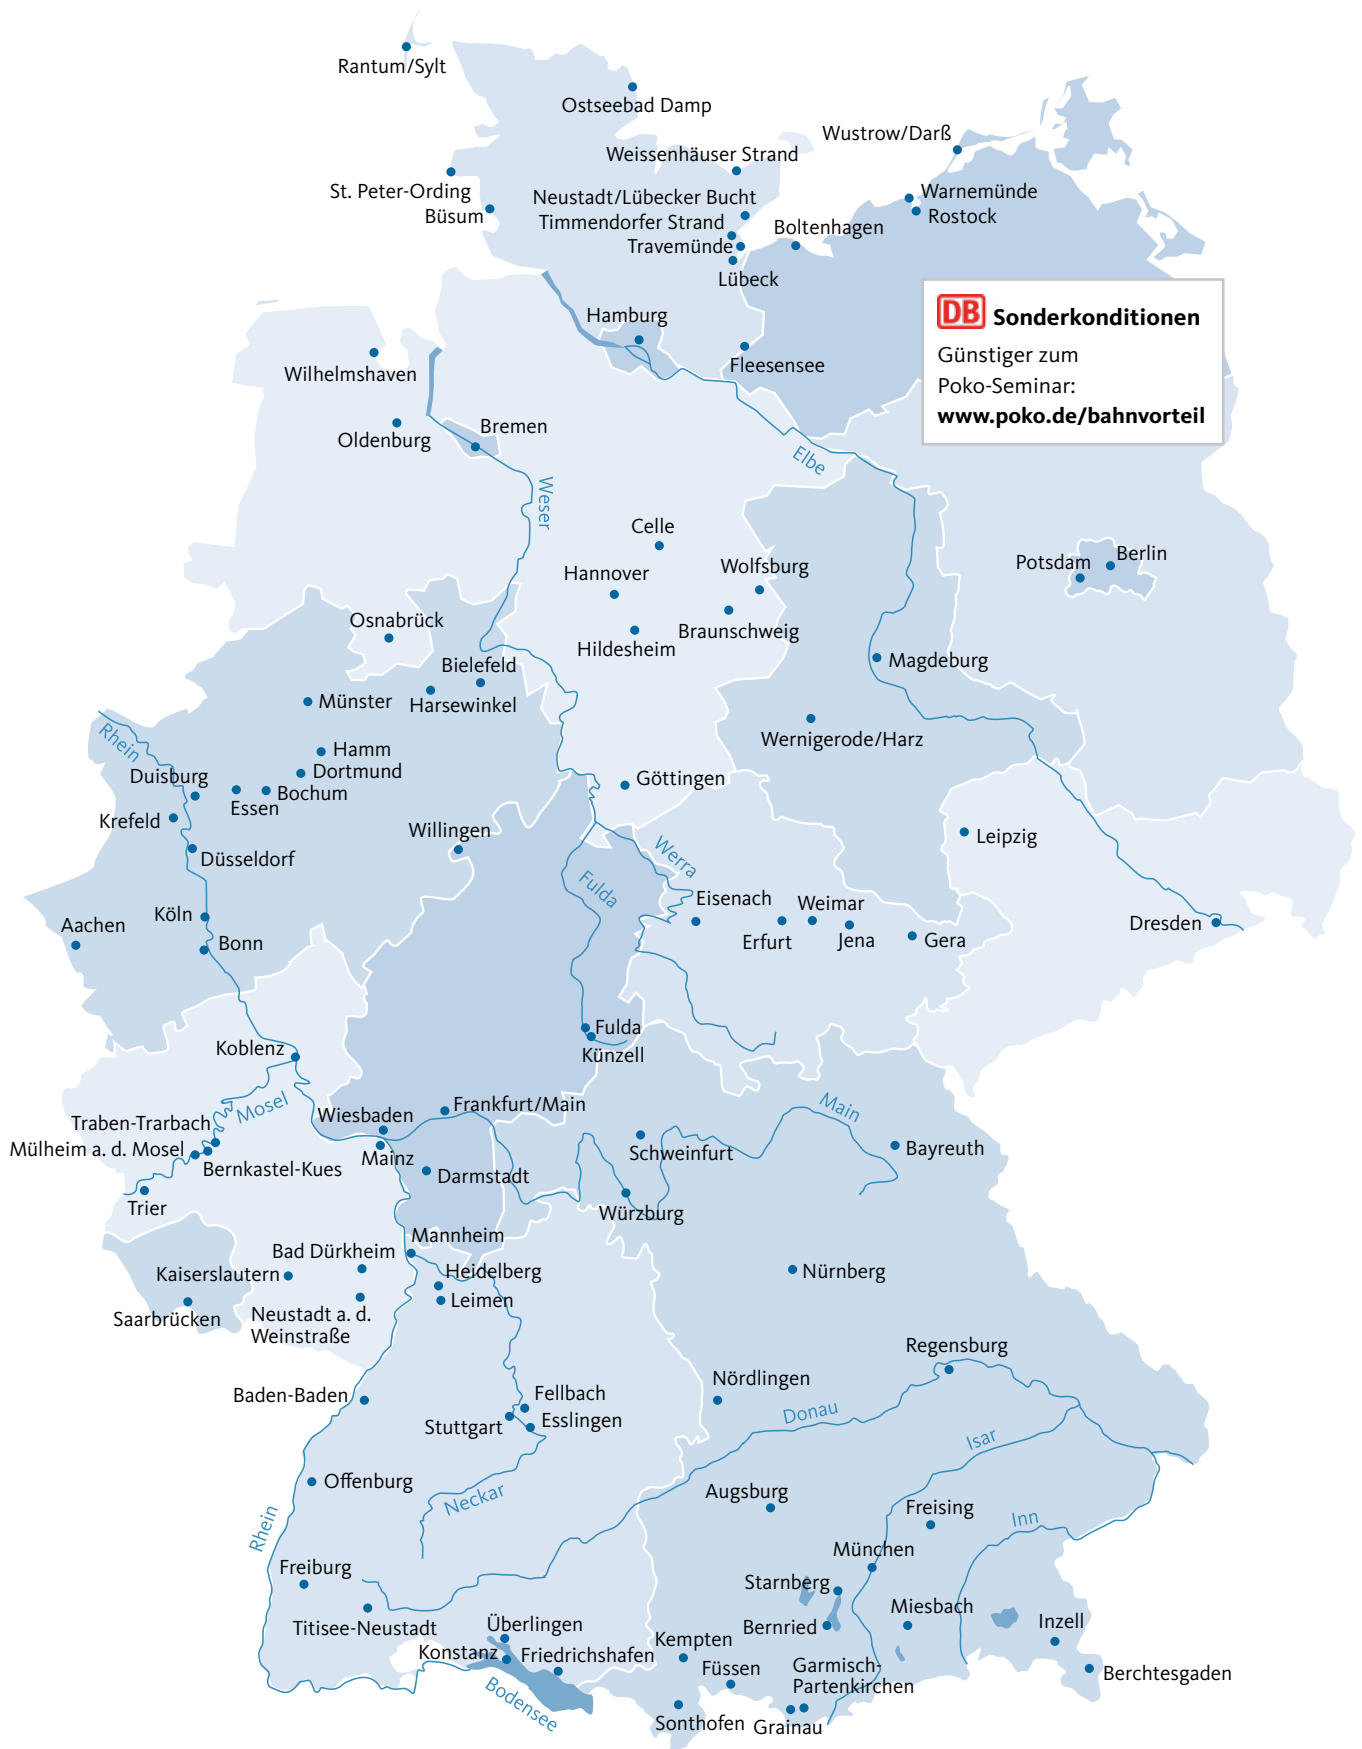 Rantum/Sylt
Ostseebad Damp
Wustrow/Darß
Weissenhäuser Strand
St. Peter-Ording
Büsum
Neustadt/Lübecker Bucht
Timmendorfer Strand
Travemünde
Lübeck
Boltenhagen
Warnemünde
Rostock
DB Sonderkonditionen
Günstiger zum
Poko-Seminar:
www.poko.de/bahnvorteil
Hamburg
Fleesensee
Wilhelmshaven
Oldenburg
Bremen
Elbe
Weser
Celle
Hannover
Wolfsburg
Braunschweig
Hildesheim
Potsdam
Berlin
Osnabrück
Bielefeld
Harsewinkel
Münster
Magdeburg
Wernigerode/Harz
Rhein
Hamm
Dortmund
Duisburg
Essen
Bochum
Krefeld
Düsseldorf
Göttingen
Willingen
Leipzig
Werra
Fulda
Eisenach
Weimar
Erfurt
Jena
Gera
Dresden
Köln
Aachen
Bonn
Fulda
Künzell
Koblenz
Mosel
Traben-Trarbach
Mülheim a. d. Mosel
Bernkastel-Kues
Trier
Wiesbaden
Frankfurt/Main
Mainz
Darmstadt
Main
Schweinfurt
Bayreuth
Würzburg
Mannheim
Bad Dürkheim
Kaiserslautern
Heidelberg
Leimen
Saarbrücken
Neustadt a. d.
Weinstraße
Nürnberg
Regensburg
Nördlingen
Donau
Isar
Baden-Baden
Fellbach
Stuttgart
Esslingen
Offenburg
Neckar
Rhein
Augsburg
Freising
Inn
Freiburg
München
Starnberg
Titisee-Neustadt
Überlingen
Konstanz
Friedrichshafen
Bodensee
Kempten
Bernried
Miesbach
Inzell
Füssen
Garmisch-
Partenkirchen
Berchtesgaden
Sonthofen
Grainau